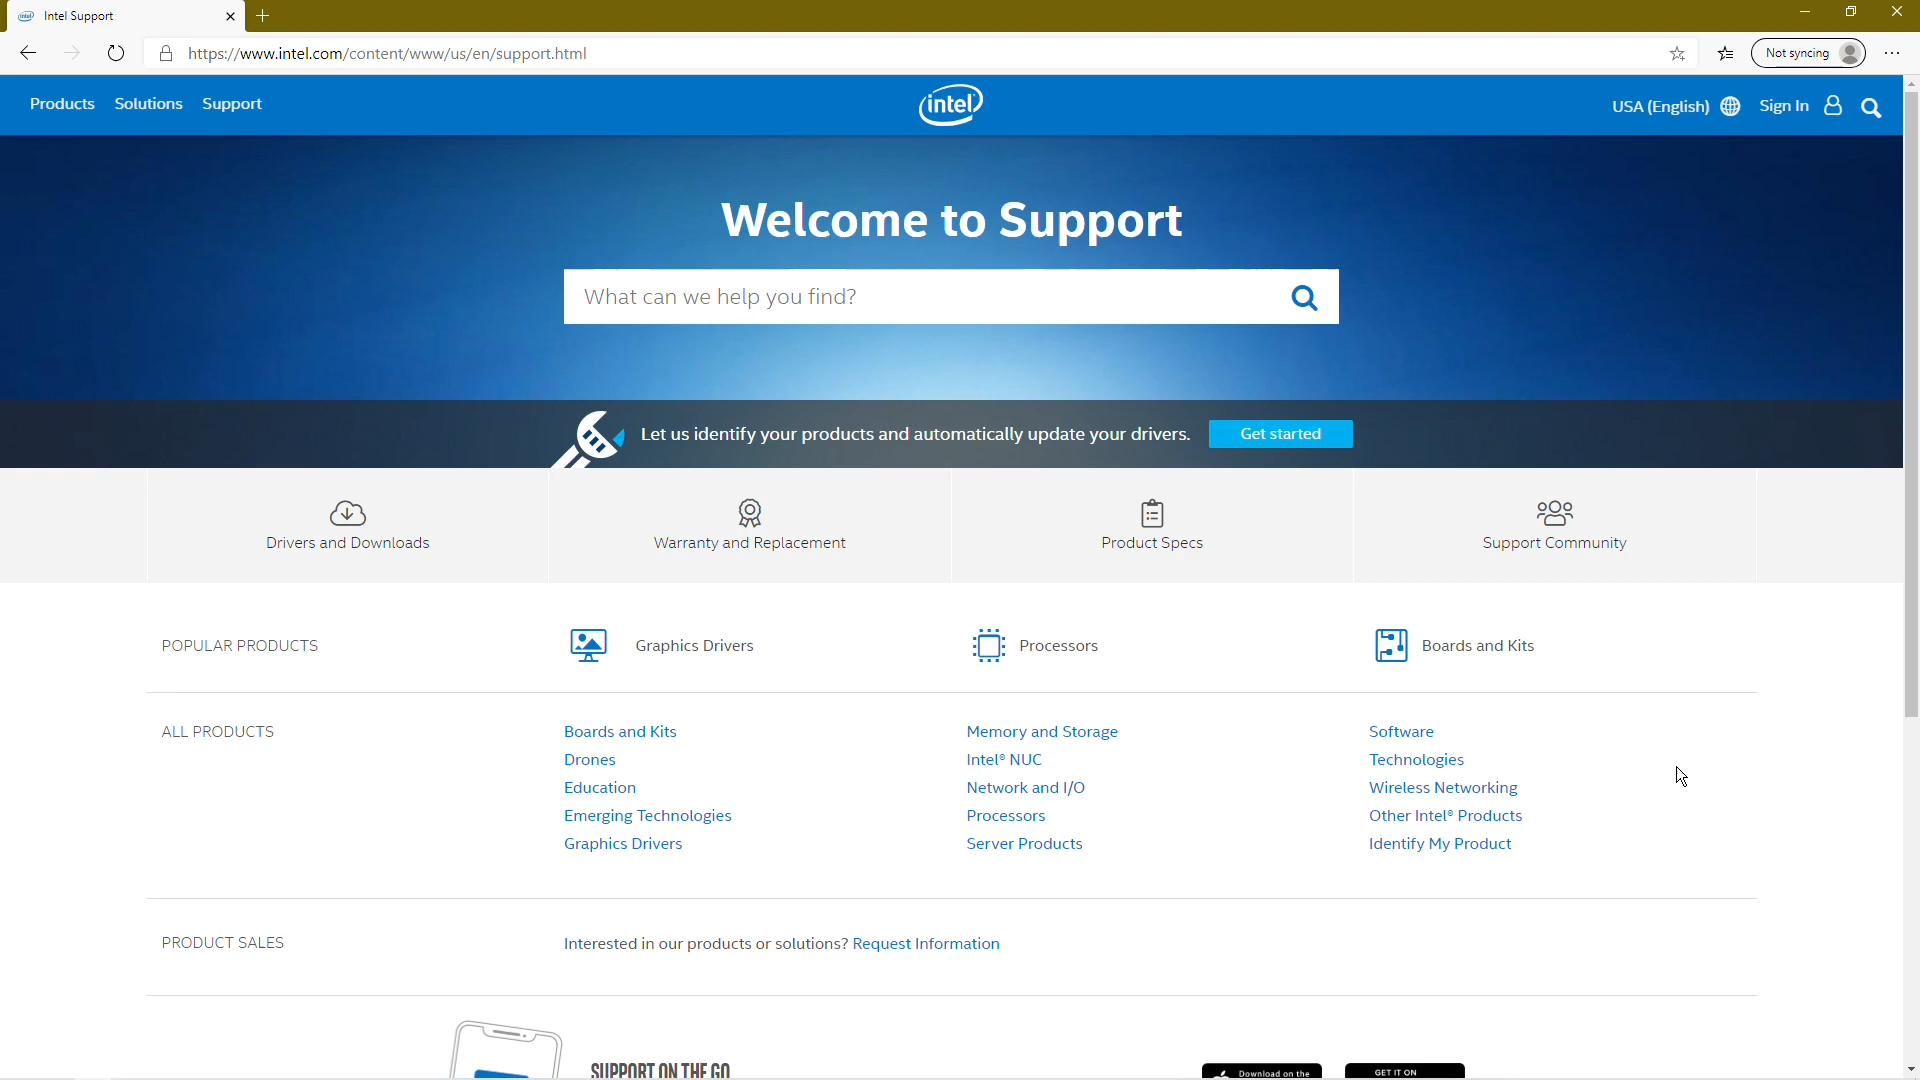 Intel Support
https://www.intel.com/content/www/us/en/support.html
Not syncing
Products Solutions Support
intel
USA (English) Sign In
Welcome to Support
What can we help you find?
Let us identify your products and automatically update your drivers. Get started
Drivers and Downloads
Warranty and Replacement
Product Specs
Support Community
POPULAR PRODUCTS
Graphics Drivers
Processors
Boards and Kits
ALL PRODUCTS
Boards and Kits
Drones
Education
Emerging Technologies
Graphics Drivers
Memory and Storage
Intel® NUC
Network and I/O
Processors
Server Products
Software
Technologies
Wireless Networking
Other Intel® Products
Identify My Product
PRODUCT SALES
Interested in our products or solutions? Request Information
SUPPORT ON THE GO
Download on the
GET IT ON